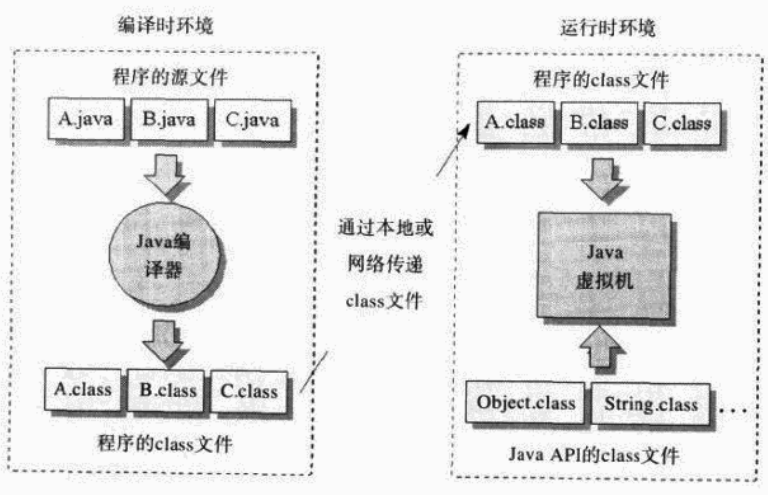 编译时环境
程序的源文件
A.java B.java C.java
Java编
译器
A.class B.class C.class
程序的class文件
通过本地或
网络传递
class文件
运行时环境
程序的class文件
A.class B.class C.class
Java
虚拟机
Object.class String.class ...
Java API的class文件